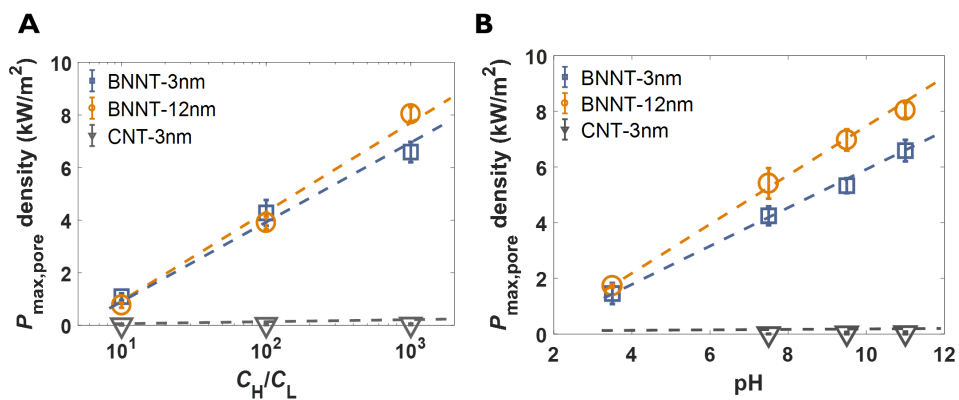 A
P max,pore density (kW/m²)
10
8
6
4
2
0
BNNT-3nm
BNNT-12nm
CNT-3nm
10¹
10²
10³
C_H/C_L
B
P max,pore density (kW/m²)
10
8
6
4
2
0
BNNT-3nm
BNNT-12nm
CNT-3nm
2
4
6
8
10
12
pH